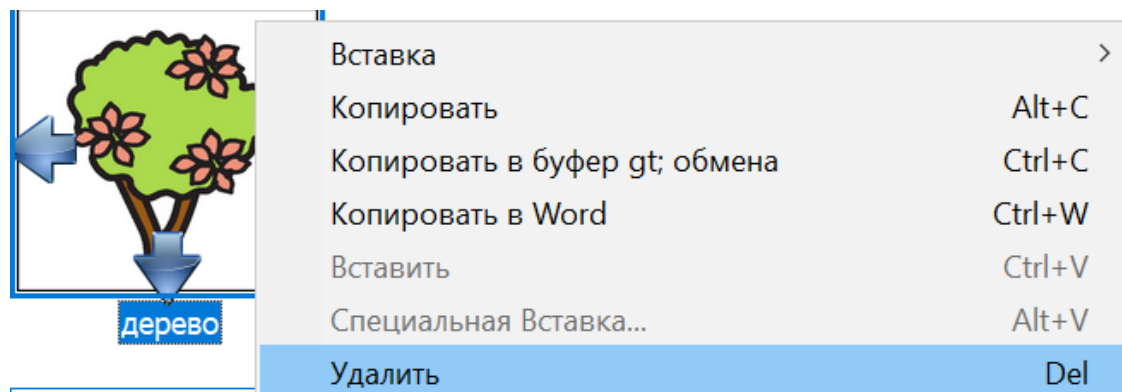 Вставка
Копировать Alt+C
Копировать в буфер gt; обмена Ctrl+C
Копировать в Word Ctrl+W
Вставить Ctrl+V
Специальная Вставка... Alt+V
дерево
Удалить Del